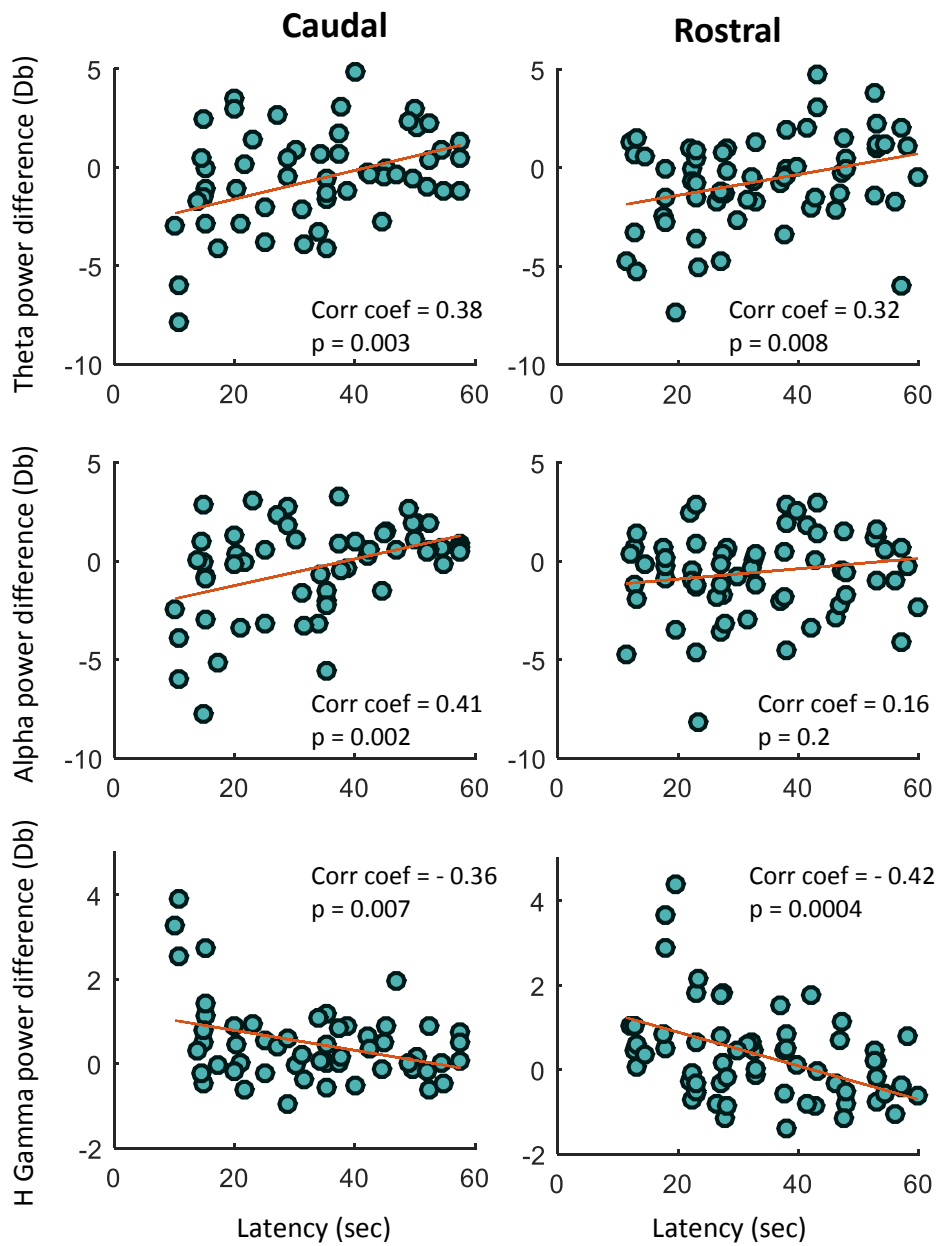 Caudal
Rostral
Theta power difference (Db)
5
0
-5
-10
0
20
40
60
Corr coef = 0.38
p = 0.003
5
0
-5
-10
0
20
40
60
Corr coef = 0.32
p = 0.008
Alpha power difference (Db)
5
0
-5
-10
0
20
40
60
Corr coef = 0.41
p = 0.002
5
0
-5
-10
0
20
40
60
Corr coef = 0.16
p = 0.2
H Gamma power difference (Db)
4
2
0
-2
0
20
40
60
Corr coef = - 0.36
p = 0.007
Latency (sec)
4
2
0
-2
0
20
40
60
Corr coef = - 0.42
p = 0.0004
Latency (sec)